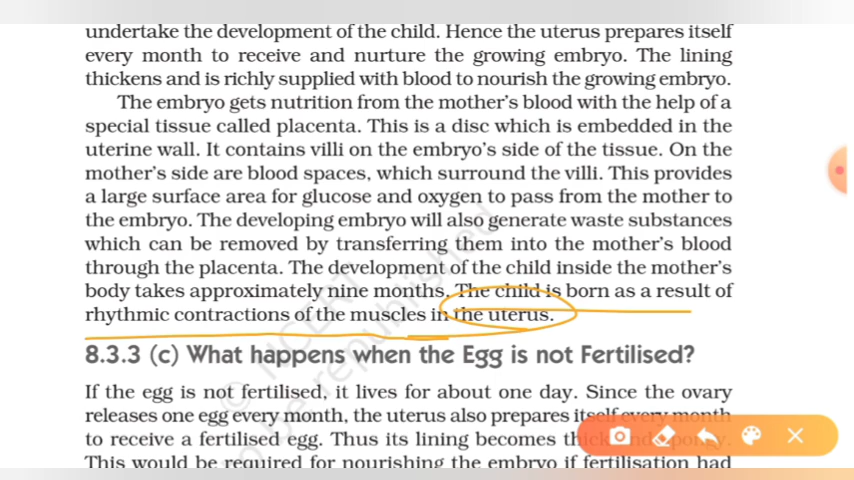 undertake the development of the child. Hence the uterus prepares itself
every month to receive and nurture the growing embryo. The lining
thickens and is richly supplied with blood to nourish the growing embryo.
The embryo gets nutrition from the mother's blood with the help of a
special tissue called placenta. This is a disc which is embedded in the
uterine wall. It contains villi on the embryo's side of the tissue. On the
mother's side are blood spaces, which surround the villi. This provides
a large surface area for glucose and oxygen to pass from the mother to
the embryo. The developing embryo will also generate waste substances
which can be removed by transferring them into the mother's blood
through the placenta. The development of the child inside the mother's
body takes approximately nine months. The child is born as a result of
rhythmic contractions of the muscles in the uterus.
8.3.3 (c) What happens when the Egg is not Fertilised?
If the egg is not fertilised, it lives for about one day. Since the ovary
releases one egg every month, the uterus also prepares itself every month
to receive a fertilised egg. Thus its lining becomes thick and spongy.
This would be required for nourishing the embryo if fertilisation had
© NCERT
to be republished